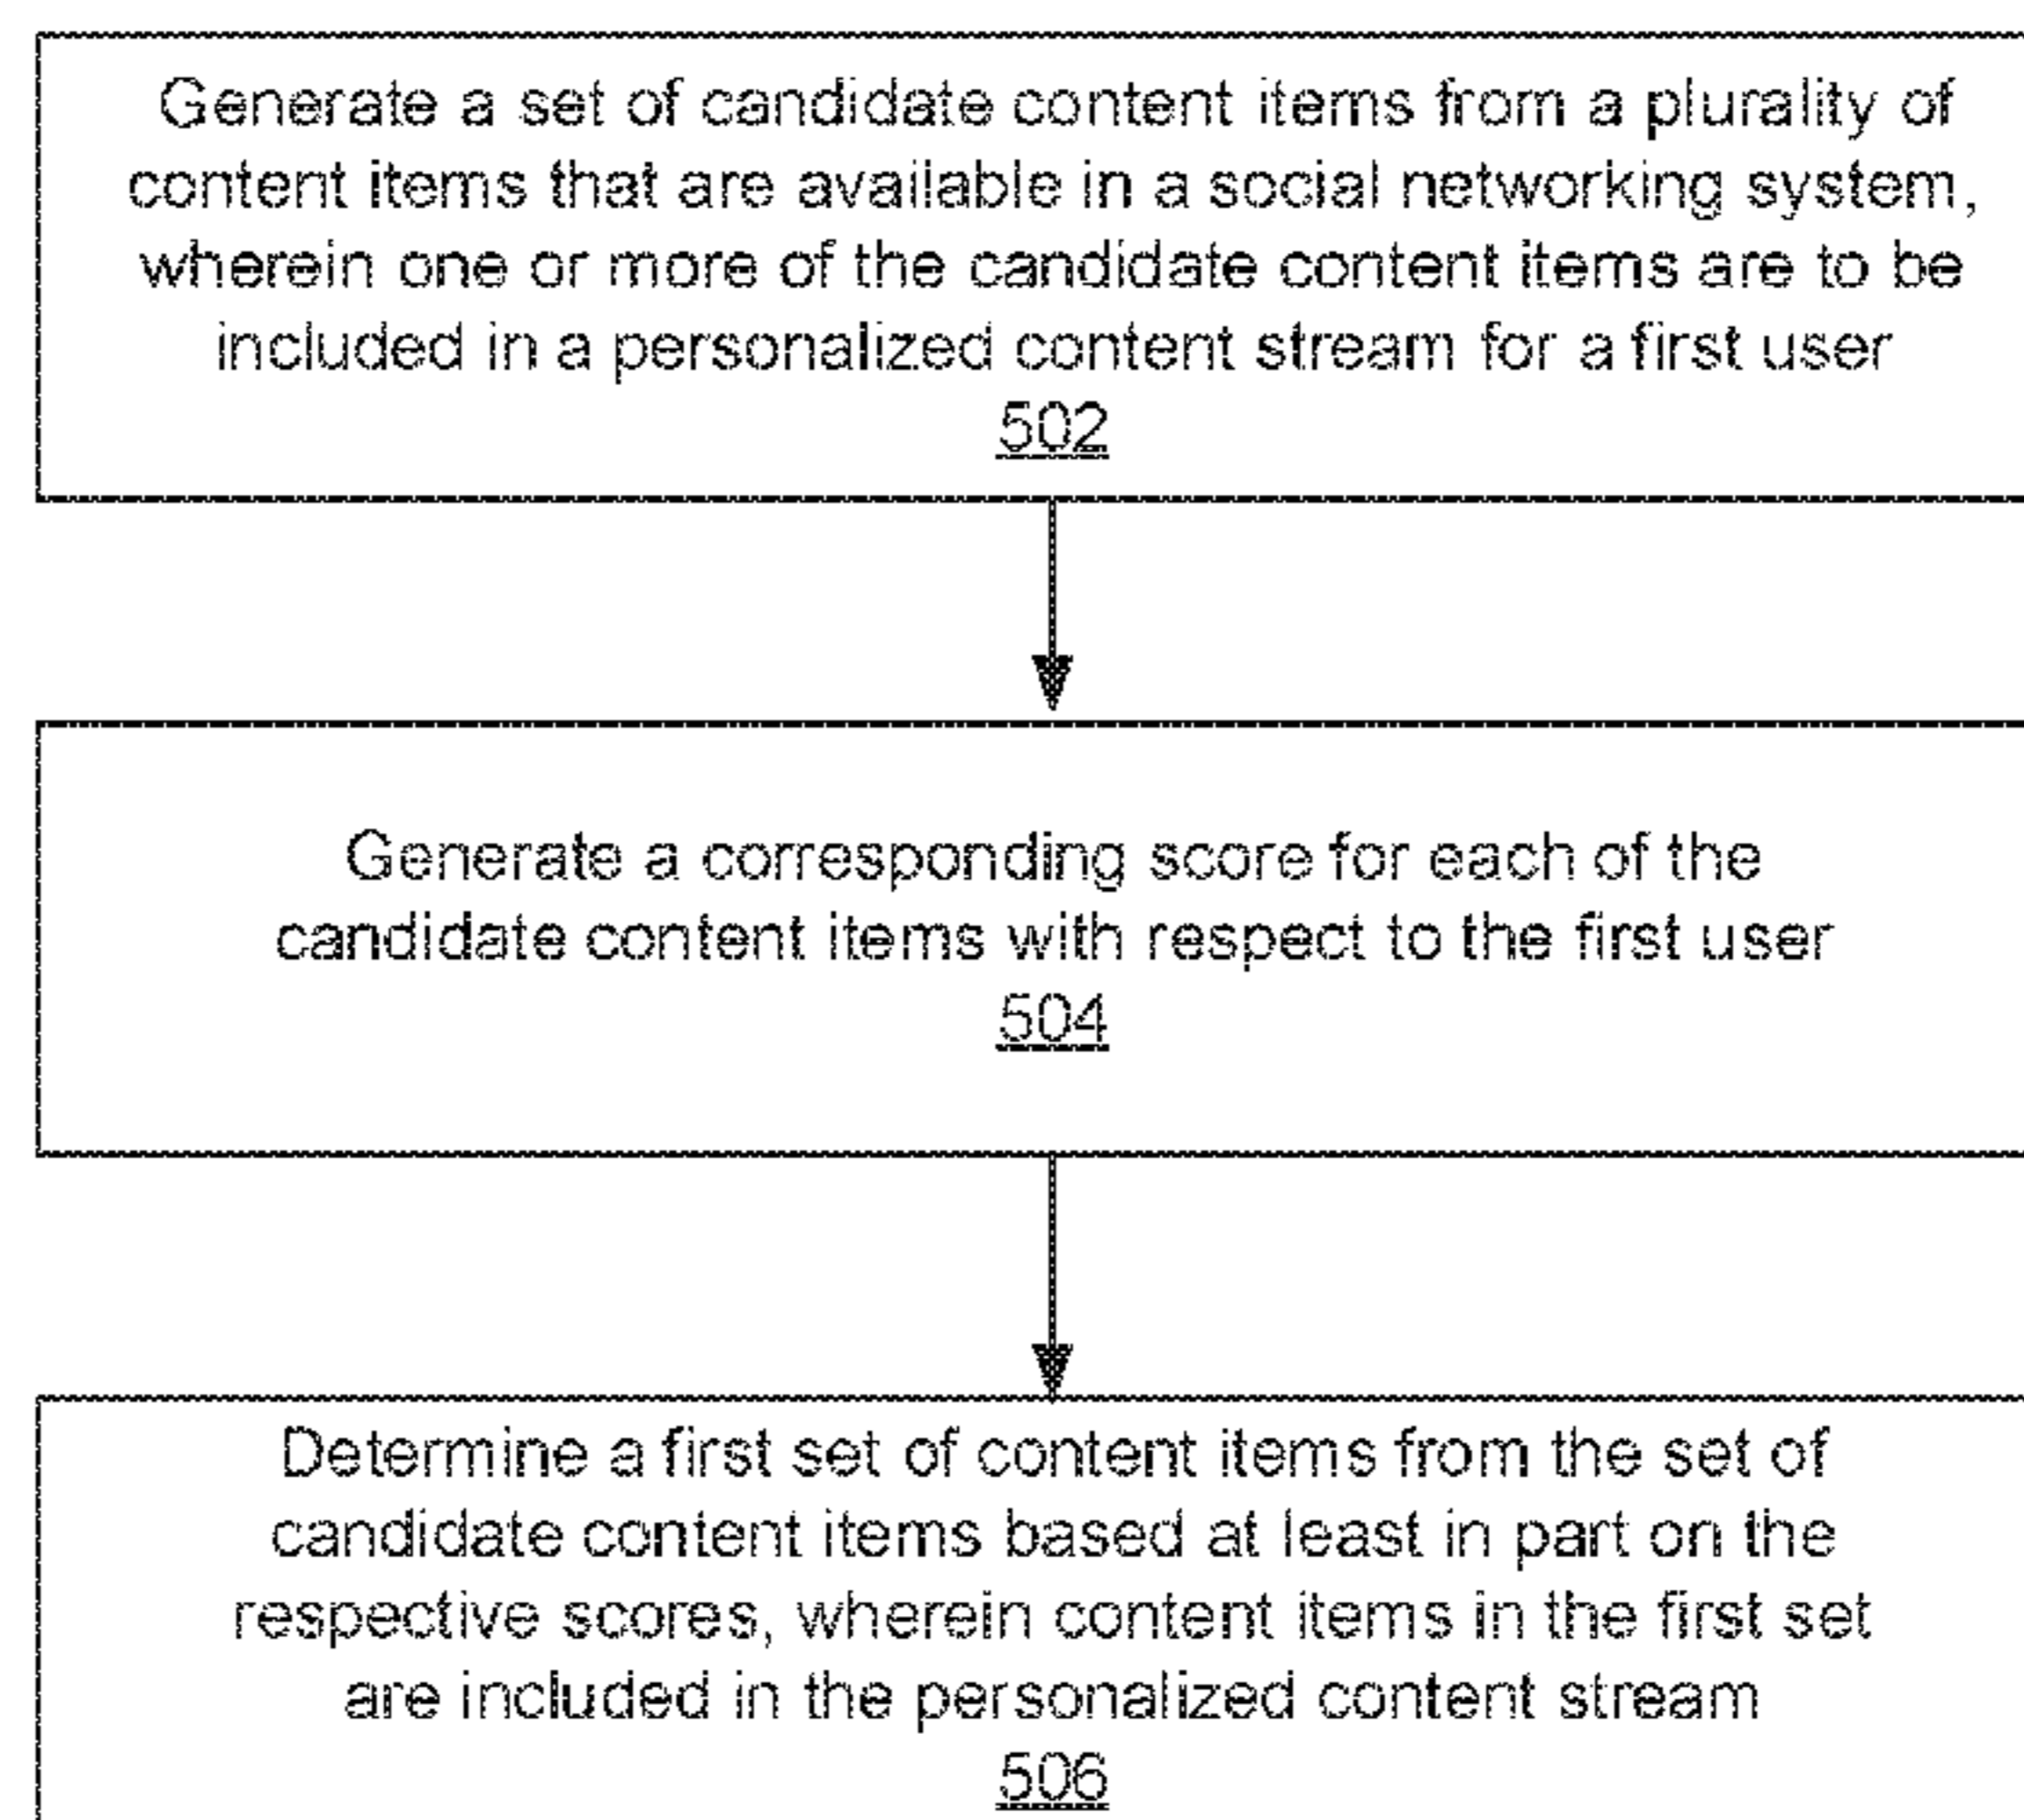 Generate a set of candidate content items from a plurality of
content items that are available in a social networking system,
wherein one or more of the candidate content items are to be
included in a personalized content stream for a first user
502
Generate a corresponding score for each of the
candidate content items with respect to the first user
504
Determine a first set of content items from the set of
candidate content items based at least in part on the
respective scores, wherein content items in the first set
are included in the personalized content stream
506